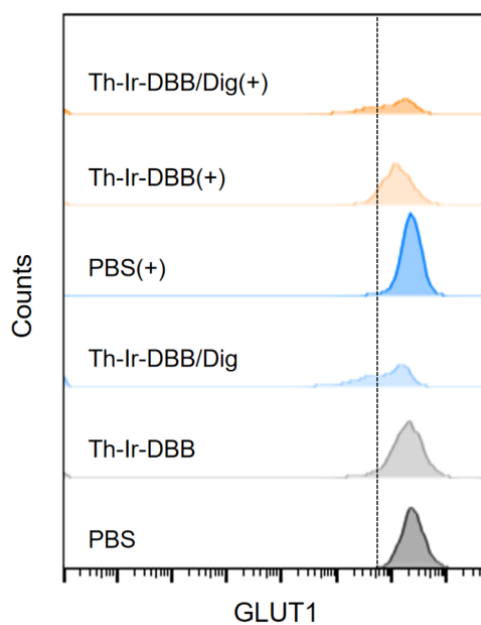 Th-Ir-DBB/Dig(+)
Th-Ir-DBB(+)
PBS(+)
Th-Ir-DBB/Dig
Th-Ir-DBB
PBS
Counts
GLUT1